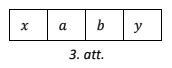 x a b y
3. att.